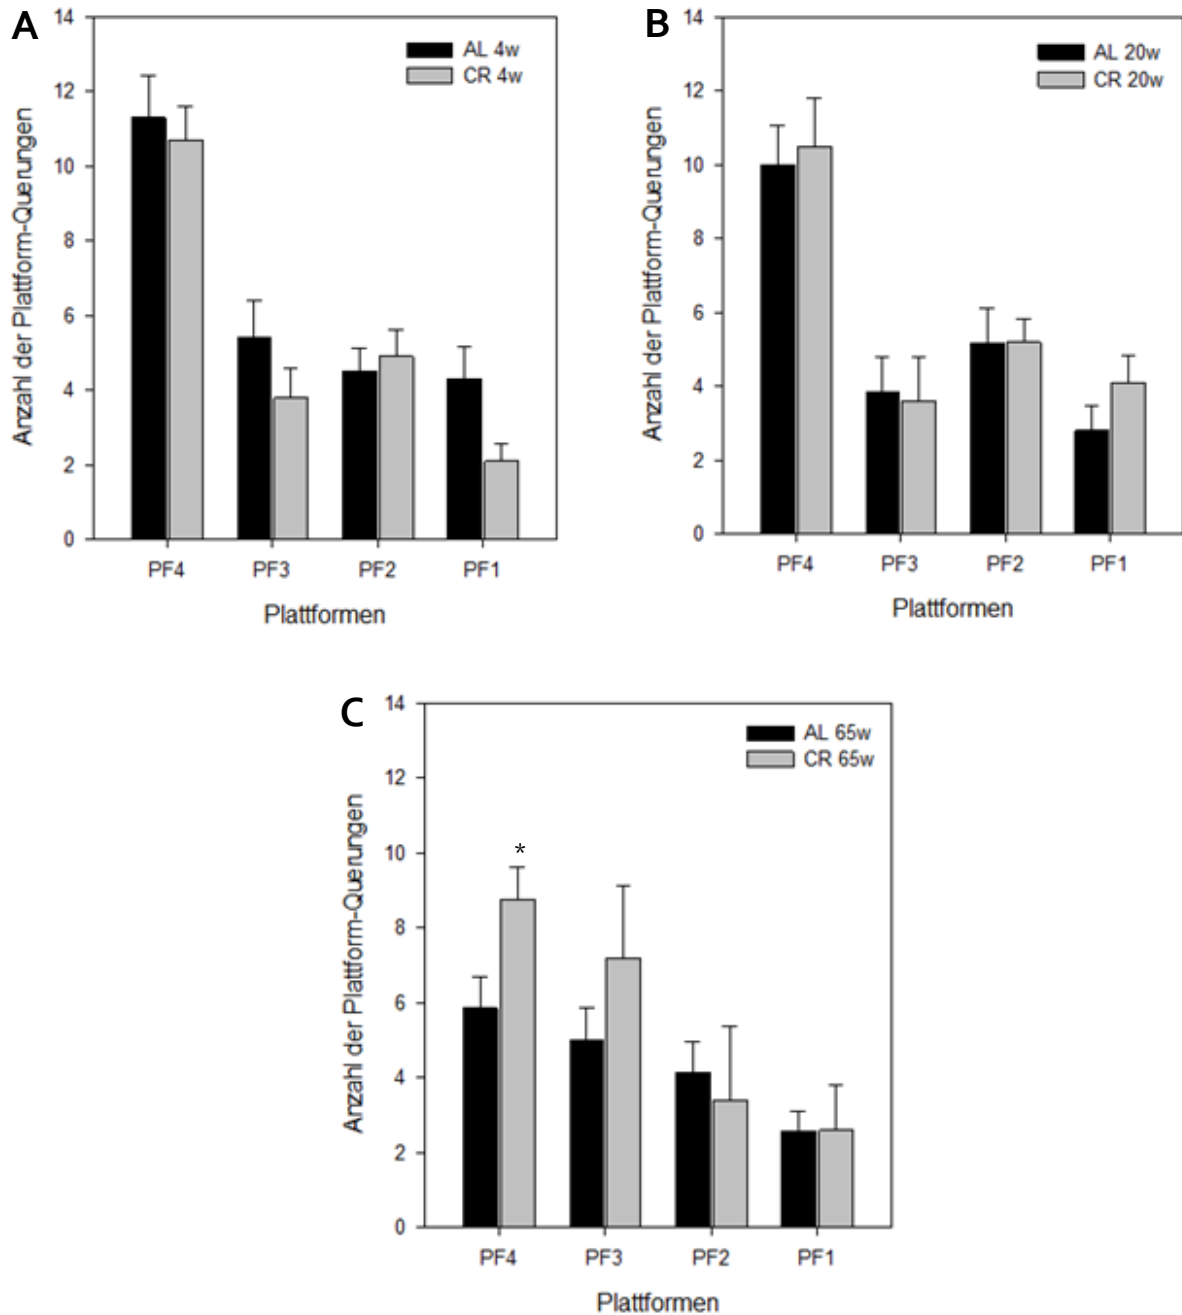 A
14
12
10
8
6
4
2
0
Anzahl der Plattform-Querungen
AL 4w
CR 4w
PF4 PF3 PF2 PF1
Plattformen
B
14
12
10
8
6
4
2
0
Anzahl der Plattform-Querungen
AL 20w
CR 20w
PF4 PF3 PF2 PF1
Plattformen
C
14
12
10
8
6
4
2
0
Anzahl der Plattform-Querungen
AL 65w
CR 65w
*
PF4 PF3 PF2 PF1
Plattformen